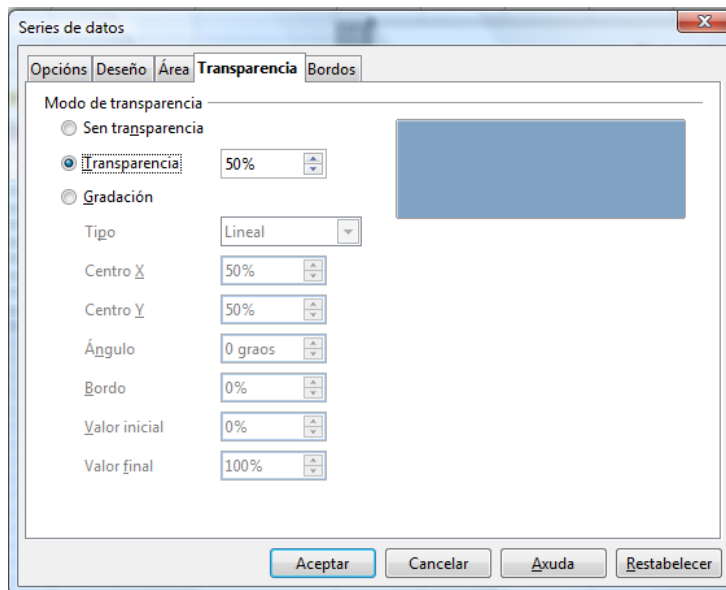 Series de datos
Opcións Deseño Área Transparencia Bordos
Modo de transparencia
Sen transparencia
Transparencia 50%
Gradación
Tipo Lineal
Centro X 50%
Centro Y 50%
Ángulo 0 graos
Bordo 0%
Valor inicial 0%
Valor final 100%
Aceptar Cancelar Axuda Restabelecer